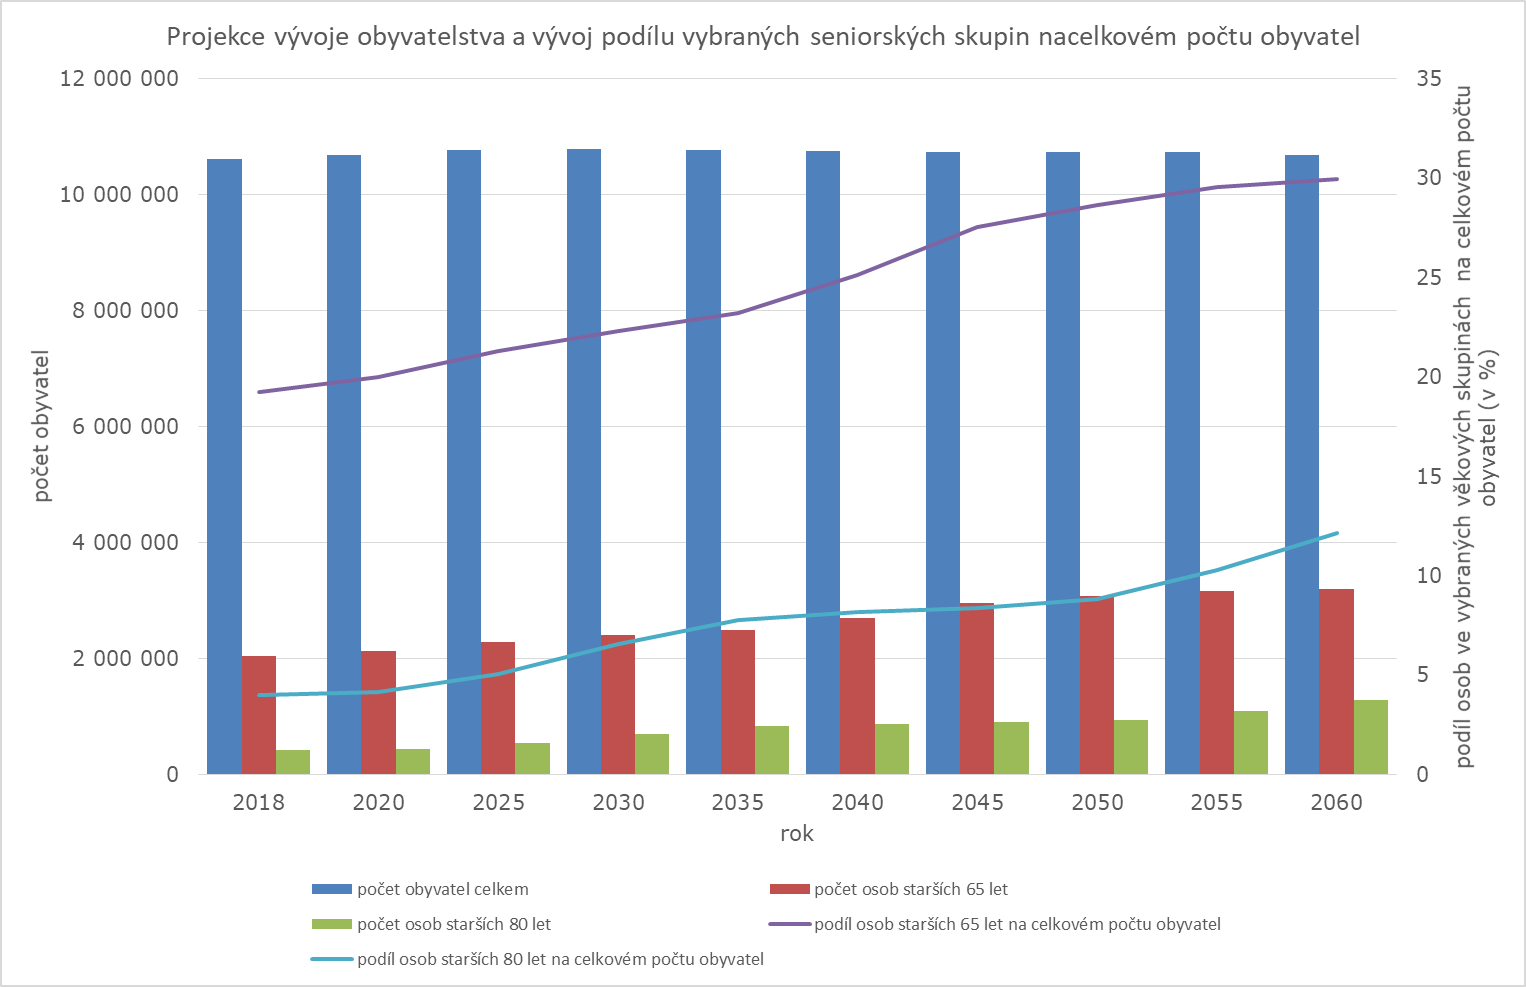 Projekce vývoje obyvatelstva a vývoj podílu vybraných seniorských skupin nacelkovém počtu obyvatel
12 000 000
10 000 000
8 000 000
6 000 000
4 000 000
2 000 000
0
počet obyvatel
35
30
25
20
15
10
5
0
podíl osob ve vybraných věkových skupinách na celkovém počtu
obyvatel (v %)
2018 2020 2025 2030 2035 2040 2045 2050 2055 2060
rok
počet obyvatel celkem
počet osob starších 65 let
počet osob starších 80 let
podíl osob starších 65 let na celkovém počtu obyvatel
podíl osob starších 80 let na celkovém počtu obyvatel